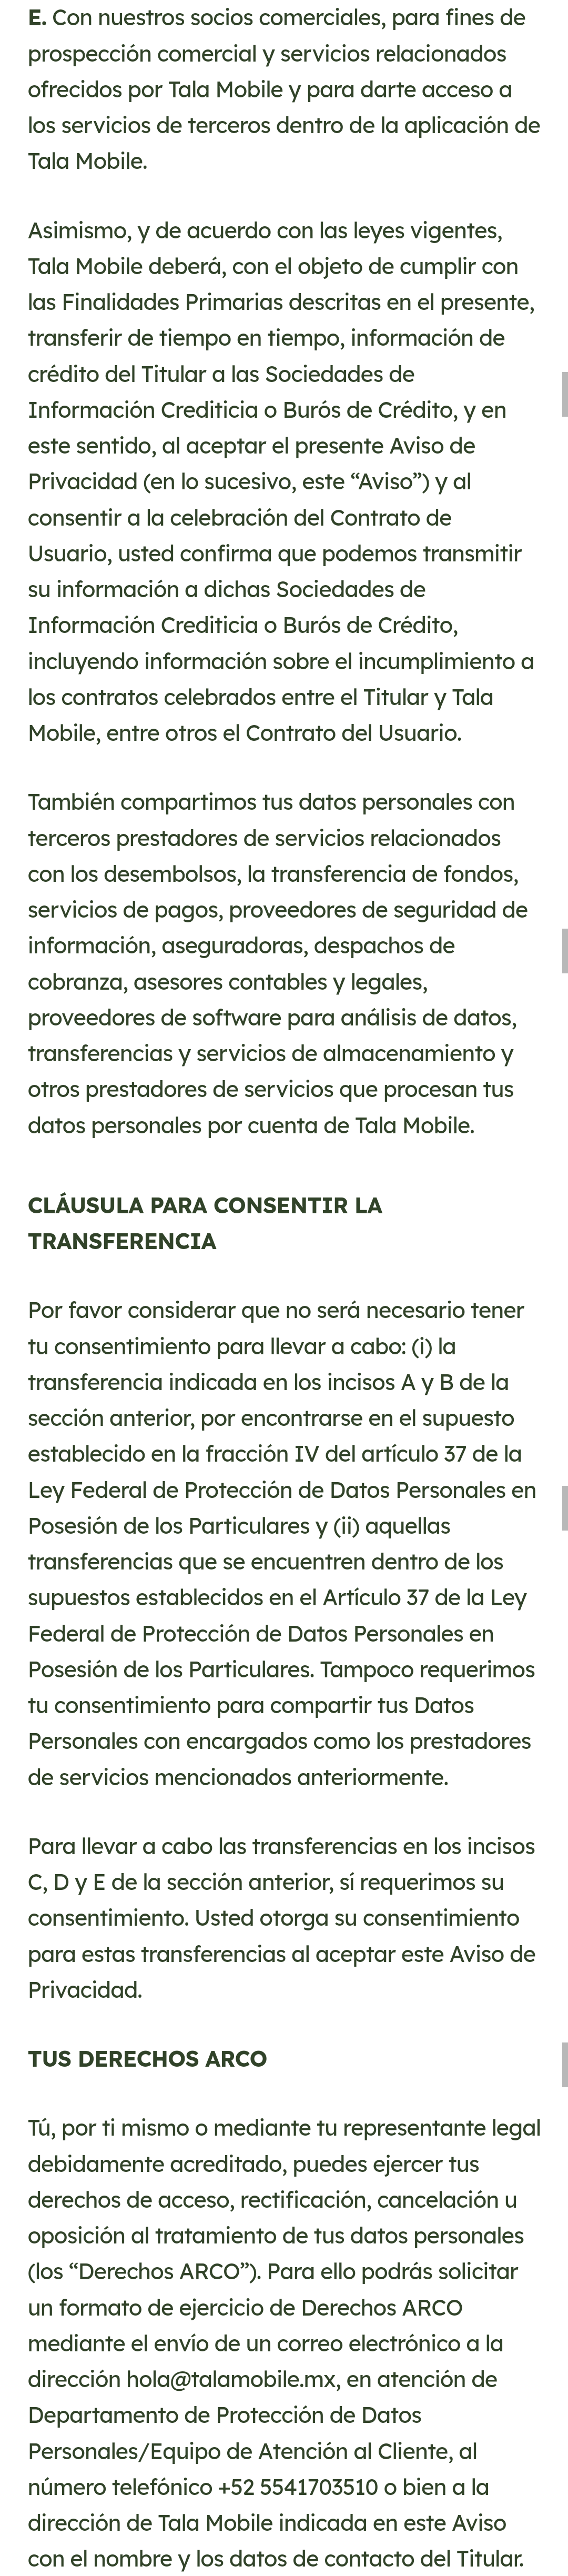 E. Con nuestros socios comerciales, para fines de
prospección comercial y servicios relacionados
ofrecidos por Tala Mobile y para darte acceso a
los servicios de terceros dentro de la aplicación de
Tala Mobile.
Asimismo, y de acuerdo con las leyes vigentes,
Tala Mobile deberá, con el objeto de cumplir con
las Finalidades Primarias descritas en el presente,
transferir de tiempo en tiempo, información de
crédito del Titular a las Sociedades de
Información Crediticia o Burós de Crédito, y en
este sentido, al aceptar el presente Aviso de
Privacidad (en lo sucesivo, este “Aviso”) y al
consentir a la celebración del Contrato de
Usuario, usted confirma que podemos transmitir
su información a dichas Sociedades de
Información Crediticia o Burós de Crédito,
incluyendo información sobre el incumplimiento a
los contratos celebrados entre el Titular y Tala
Mobile, entre otros el Contrato del Usuario.
También compartimos tus datos personales con
terceros prestadores de servicios relacionados
con los desembolsos, la transferencia de fondos,
servicios de pagos, proveedores de seguridad de
información, aseguradoras, despachos de
cobranza, asesores contables y legales,
proveedores de software para análisis de datos,
transferencias y servicios de almacenamiento y
otros prestadores de servicios que procesan tus
datos personales por cuenta de Tala Mobile.
CLÁUSULA PARA CONSENTIR LA
TRANSFERENCIA
Por favor considerar que no será necesario tener
tu consentimiento para llevar a cabo: (i) la
transferencia indicada en los incisos A y B de la
sección anterior, por encontrarse en el supuesto
establecido en la fracción IV del artículo 37 de la
Ley Federal de Protección de Datos Personales en
Posesión de los Particulares y (ii) aquellas
transferencias que se encuentren dentro de los
supuestos establecidos en el Artículo 37 de la Ley
Federal de Protección de Datos Personales en
Posesión de los Particulares. Tampoco requerimos
tu consentimiento para compartir tus Datos
Personales con encargados como los prestadores
de servicios mencionados anteriormente.
Para llevar a cabo las transferencias en los incisos
C, D y E de la sección anterior, sí requerimos su
consentimiento. Usted otorga su consentimiento
para estas transferencias al aceptar este Aviso de
Privacidad.
TUS DERECHOS ARCO
Tú, por ti mismo o mediante tu representante legal
debidamente acreditado, puedes ejercer tus
derechos de acceso, rectificación, cancelación u
oposición al tratamiento de tus datos personales
(los “Derechos ARCO”). Para ello podrás solicitar
un formato de ejercicio de Derechos ARCO
mediante el envío de un correo electrónico a la
dirección hola@talamobile.mx, en atención de
Departamento de Protección de Datos
Personales/Equipo de Atención al Cliente, al
número telefónico +52 5541703510 o bien a la
dirección de Tala Mobile indicada en este Aviso
con el nombre y los datos de contacto del Titular.